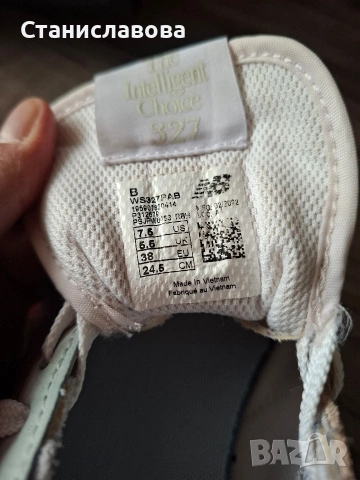 Станиславова
The
Intelligent
Choice
327
B
WS327PAB
7.5 US
5.5 UK
38 EU
24.5 CM
Made in Vietnam
Fabriqué au Vietnam
BAZAR